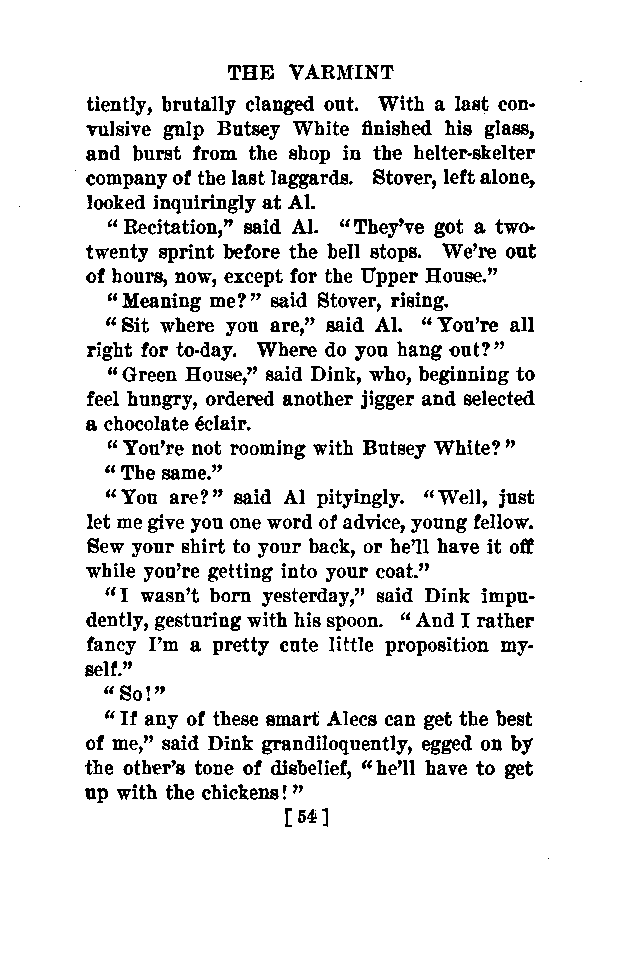 THE VARMINT
tiently, brutally clanged out. With a last con-
vulsive gulp Butsey White finished his glass,
and burst from the shop in the helter-skelter
company of the last laggards. Stover, left alone,
looked inquiringly at Al.
"Recitation," said Al. "They've got a two-
twenty sprint before the bell stops. We're out
of hours, now, except for the Upper House."
"Meaning me?" said Stover, rising.
"Sit where you are," said Al. "You're all
right for to-day. Where do you hang out?"
"Green House," said Dink, who, beginning to
feel hungry, ordered another jigger and selected
a chocolate éclair.
"You're not rooming with Butsey White?"
"The same."
"You are?" said Al pityingly. "Well, just
let me give you one word of advice, young fellow.
Sew your shirt to your back, or he'll have it off
while you're getting into your coat."
"I wasn't born yesterday," said Dink impu-
dently, gesturing with his spoon. "And I rather
fancy I'm a pretty cute little proposition my-
self."
"So!"
"If any of these smart Alecs can get the best
of me," said Dink grandiloquently, egged on by
the other's tone of disbelief, "he'll have to get
up with the chickens!"
[54]